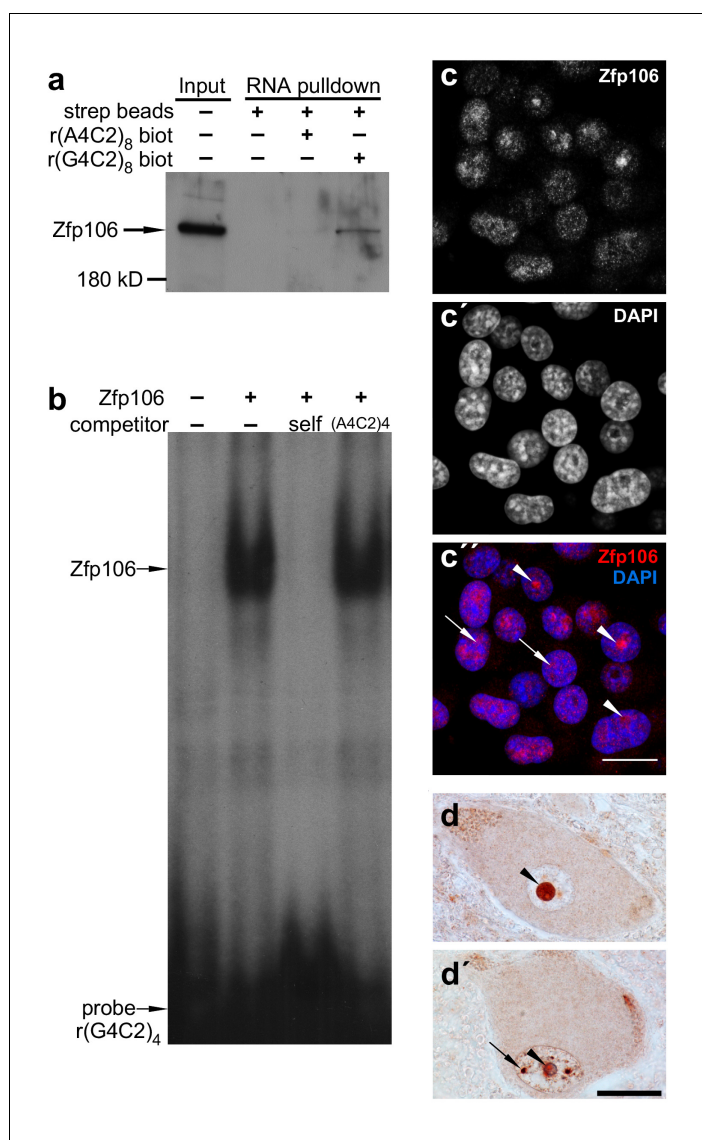 a
Input RNA pulldown
strep beads – + + +
r(A4C2)8 biot – – + –
r(G4C2)8 biot – – – +
Zfp106
180 kD
b
Zfp106 – + + +
competitor – – self (A4C2)4
Zfp106
probe
r(G4C2)4
c Zfp106
c´ DAPI
c´´ Zfp106
DAPI
d
d´